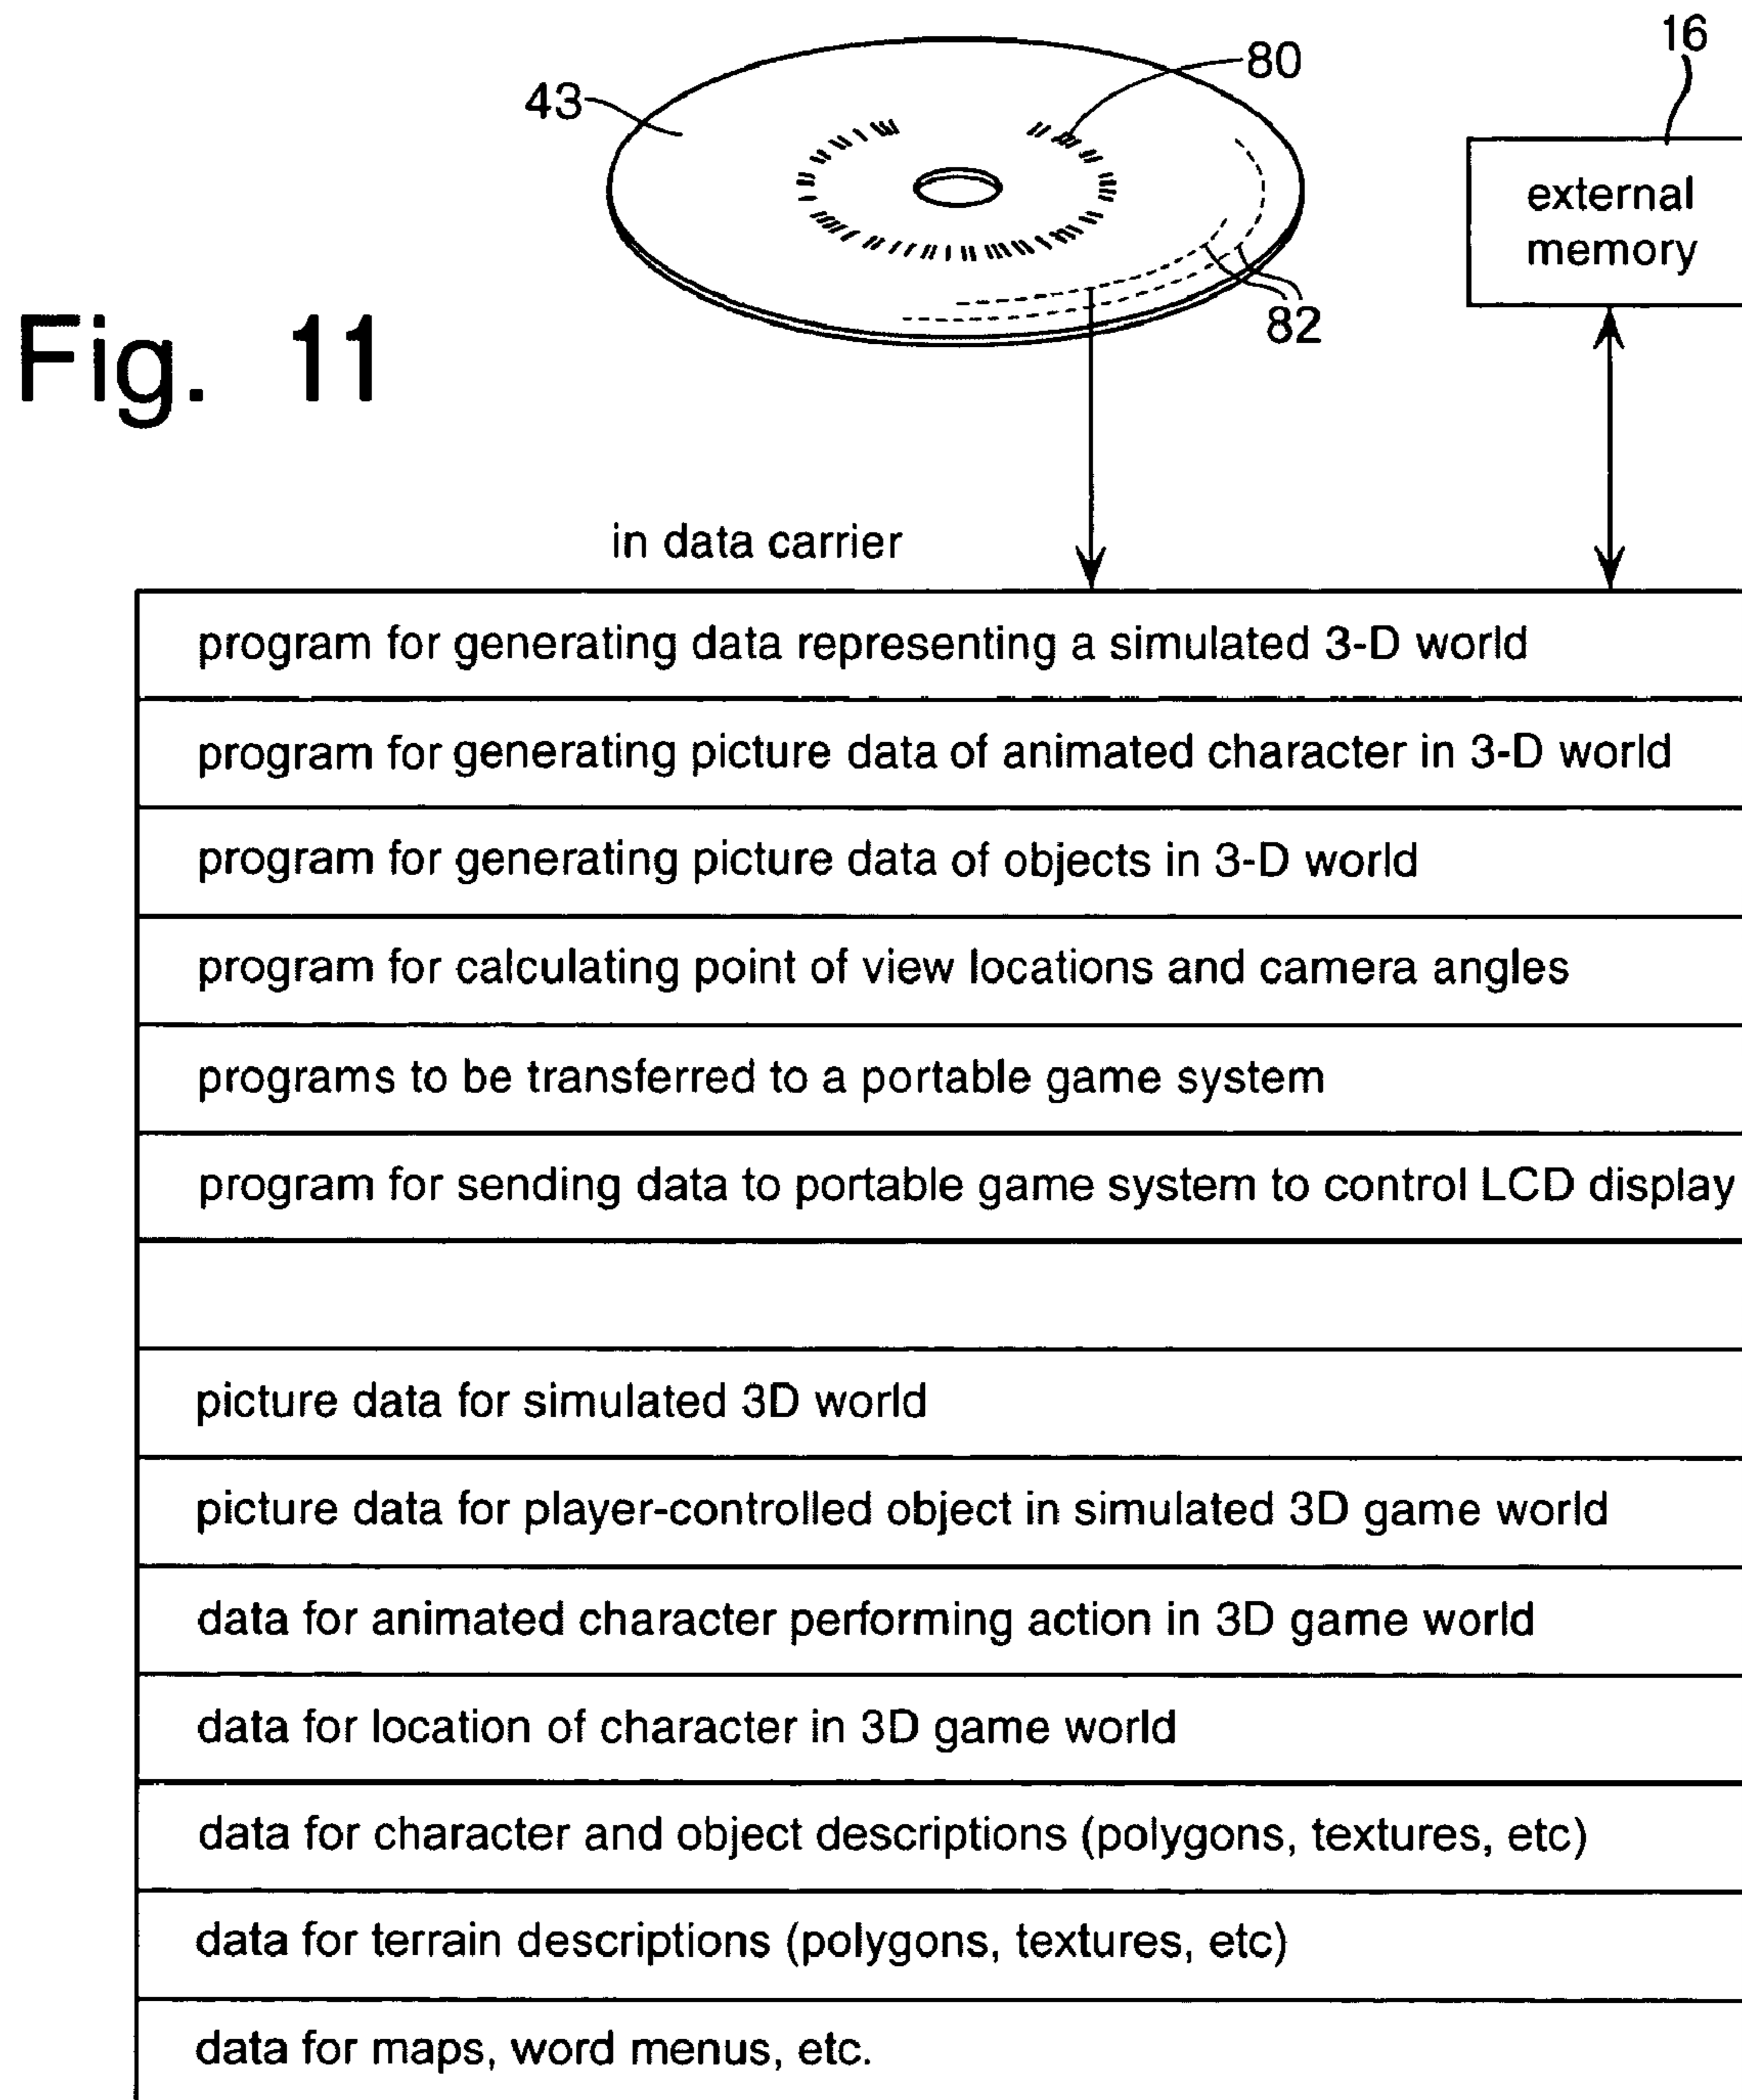 16
80
43
external
memory
82
Fig. 11
in data carrier
program for generating data representing a simulated 3-D world
program for generating picture data of animated character in 3-D world
program for generating picture data of objects in 3-D world
program for calculating point of view locations and camera angles
programs to be transferred to a portable game system
program for sending data to portable game system to control LCD display
picture data for simulated 3D world
picture data for player-controlled object in simulated 3D game world
data for animated character performing action in 3D game world
data for location of character in 3D game world
data for character and object descriptions (polygons, textures, etc)
data for terrain descriptions (polygons, textures, etc)
data for maps, word menus, etc.